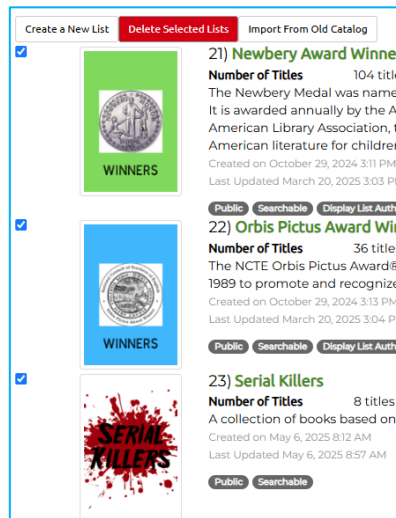 Create a New List Delete Selected Lists Import From Old Catalog
21) Newbery Award Winne
Number of Titles 104 title
The Newbery Medal was name
It is awarded annually by the A
American Library Association, t
American literature for children
Created on October 29, 2024 3:11 PM
Last Updated March 20, 2025 3:03 P
Public Searchable Display List Auth
WINNERS
22) Orbis Pictus Award Win
Number of Titles 36 title
The NCTE Orbis Pictus Award®
1989 to promote and recognize
Created on October 29, 2024 3:13 PM
Last Updated March 20, 2025 3:04 P
Public Searchable Display List Auth
WINNERS
23) Serial Killers
Number of Titles 8 titles
A collection of books based on
Created on May 6, 2025 8:12 AM
Last Updated May 6, 2025 8:57 AM
Public Searchable
SERIAL
KILLERS